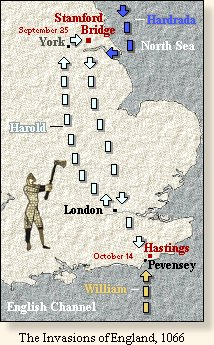 Stamford
Bridge
Hardrada
September 25
York
North Sea
Harold
London
Hastings
October 14
Pevensey
William
English Channel
The Invasions of England, 1066